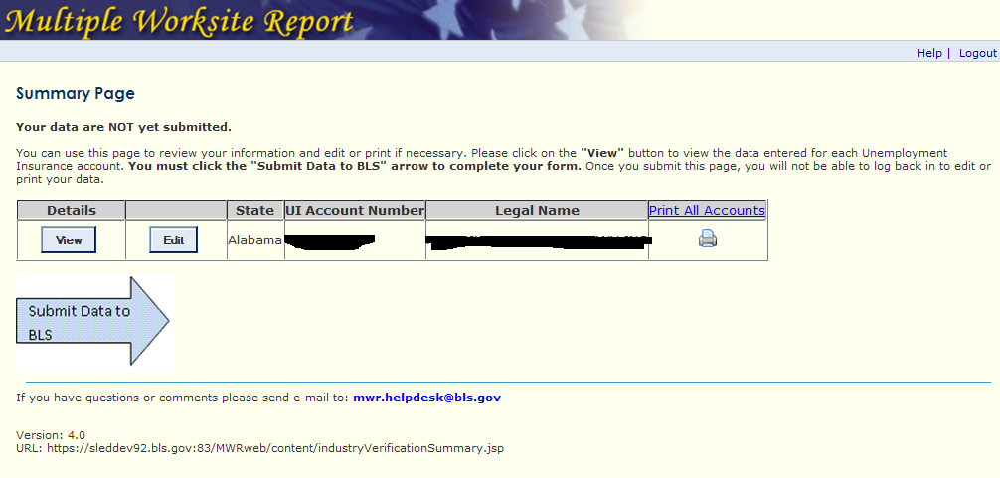 Multiple Worksite Report
Help | Logout
Summary Page
Your data are NOT yet submitted.
You can use this page to review your information and edit or print if necessary. Please click on the "View" button to view the data entered for each Unemployment
Insurance account. You must click the "Submit Data to BLS" arrow to complete your form. Once you submit this page, you will not be able to log back in to edit or
print your data.
Details State UI Account Number Legal Name Print All Accounts
View Edit Alabama
Submit Data to
BLS
If you have questions or comments please send e-mail to: mwr.helpdesk@bls.gov
Version: 4.0
URL: https://sleddev92.bls.gov:83/MWRweb/content/industryVerificationSummary.jsp